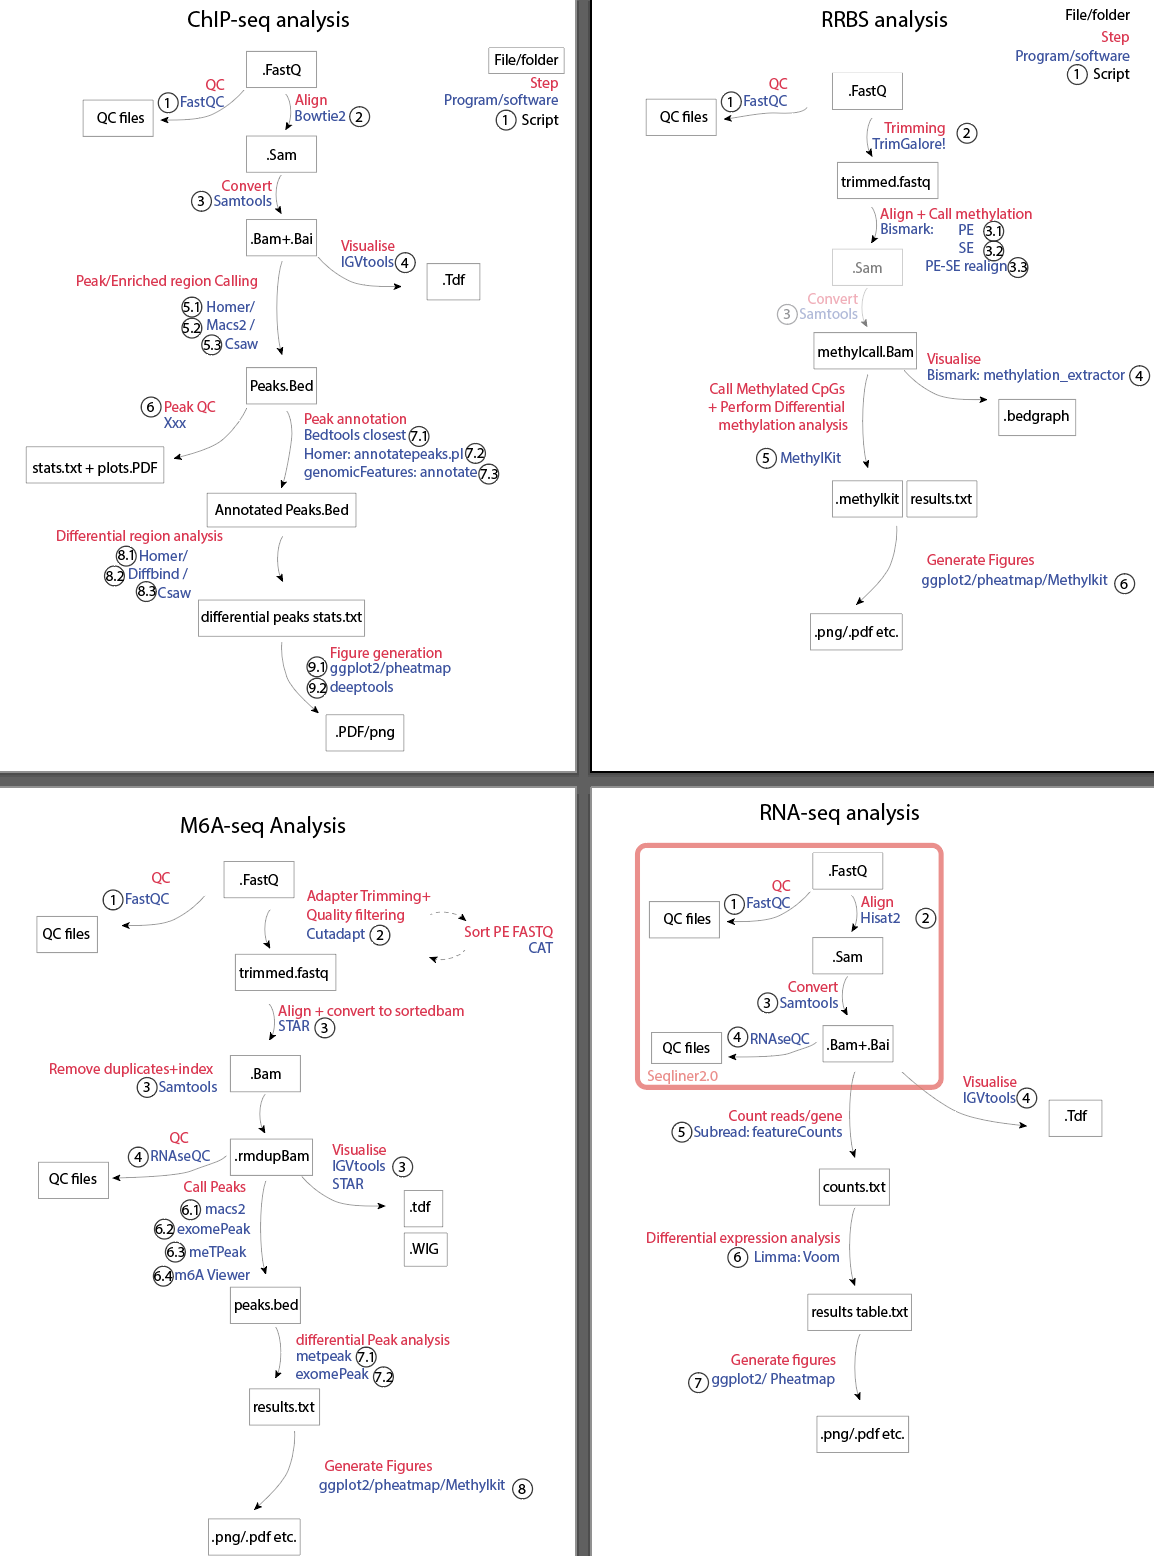 ChIP-seq analysis
.FastQ
File/folder
Step
Program/software
1 Script
QC
1 FastQC
QC files
Align
Bowtie2 2
.Sam
Convert
3 Samtools
.Bam+.Bai
Visualise
IGVtools 4
.Tdf
Peak/Enriched region Calling
5.1 Homer/
5.2 Macs2 /
5.3 Csaw
Peaks.Bed
6 Peak QC
Xxx
stats.txt + plots.PDF
Peak annotation
Bedtools closest 7.1
Homer: annotatepeaks.pl 7.2
genomicFeatures: annotate 7.3
Annotated Peaks.Bed
Differential region analysis
8.1 Homer/
8.2 Diffbind /
8.3 Csaw
differential peaks stats.txt
Figure generation
9.1 ggplot2/pheatmap
9.2 deeptools
.PDF/png
RRBS analysis
File/folder
Step
Program/software
1 Script
.FastQ
QC
1 FastQC
QC files
Trimming
TrimGalore! 2
trimmed.fastq
Align + Call methylation
Bismark: PE 3.1
SE 3.2
PE-SE realign 3.3
.Sam
Convert
3 Samtools
methylcall.Bam
Visualise
Bismark: methylation_extractor 4
.bedgraph
Call Methylated CpGs
+ Perform Differential
methylation analysis
5 MethylKit
.methylkit
results.txt
Generate Figures
ggplot2/pheatmap/Methylkit 6
.png/.pdf etc.
M6A-seq Analysis
.FastQ
QC
1 FastQC
QC files
Adapter Trimming+
Quality filtering
Cutadapt 2
Sort PE FASTQ
CAT
trimmed.fastq
Align + convert to sortedbam
STAR 3
.Bam
Remove duplicates+index
3 Samtools
.rmdupBam
QC
4 RNAseQC
QC files
Visualise
IGVtools 3
STAR
.tdf
.WIG
Call Peaks
6.1 macs2
6.2 exomePeak
6.3 meTPeak
6.4 m6A Viewer
peaks.bed
differential Peak analysis
metpeak 7.1
exomePeak 7.2
results.txt
Generate Figures
ggplot2/pheatmap/Methylkit 8
.png/.pdf etc.
RNA-seq analysis
.FastQ
QC
1 FastQC
QC files
Align
Hisat2 2
.Sam
Convert
3 Samtools
.Bam+.Bai
4 RNAseQC
QC files
Seqliner2.0
Visualise
IGVtools 4
.Tdf
Count reads/gene
5 Subread: featureCounts
counts.txt
Differential expression analysis
6 Limma: Voom
results table.txt
Generate figures
7 ggplot2/ Pheatmap
.png/.pdf etc.